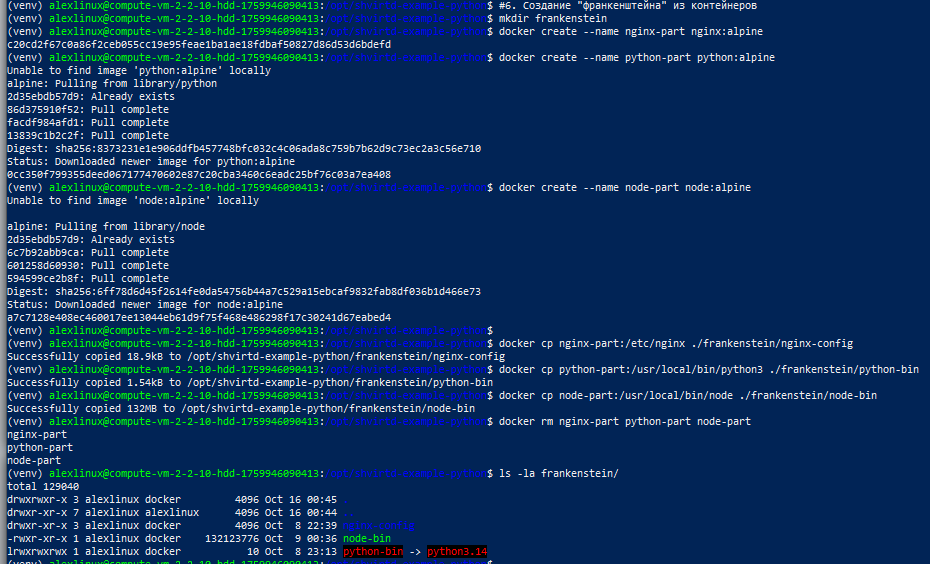 (venv) alexlinux@compute-vm-2-2-10-hdd-1759946090413:/opt/shvirtd-example-python$ #6. Создание "франкенштейна" из контейнеров
(venv) alexlinux@compute-vm-2-2-10-hdd-1759946090413:/opt/shvirtd-example-python$ mkdir frankenstein
(venv) alexlinux@compute-vm-2-2-10-hdd-1759946090413:/opt/shvirtd-example-python$ docker create --name nginx-part nginx:alpine
c20cd2f67c0a86f2ceb055cc19e95feae1ba1ae18fdbaf50827d86d53d6bdefd
(venv) alexlinux@compute-vm-2-2-10-hdd-1759946090413:/opt/shvirtd-example-python$ docker create --name python-part python:alpine
Unable to find image 'python:alpine' locally
alpine: Pulling from library/python
2d35ebdb57d9: Already exists
86d375910f52: Pull complete
facdf984afd1: Pull complete
13839c1b2c2f: Pull complete
Digest: sha256:8373231e1e906ddfb457748bfc032c4c06ada8c759b7b62d9c73ec2a3c56e710
Status: Downloaded newer image for python:alpine
0cc350f799355deed067177470602e87c20cba3460c6eadc25bf76c03a7ea408
(venv) alexlinux@compute-vm-2-2-10-hdd-1759946090413:/opt/shvirtd-example-python$ docker create --name node-part node:alpine
Unable to find image 'node:alpine' locally
alpine: Pulling from library/node
2d35ebdb57d9: Already exists
6c7b92abb9ca: Pull complete
601258d60930: Pull complete
594599ce2b8f: Pull complete
Digest: sha256:6ff78d6d45f2614fe0da54756b44a7c529a15ebcaf9832fab8df036b1d466e73
Status: Downloaded newer image for node:alpine
a7c7128e408ec460017ee13044eb61d9f75f468e486298f17c30241d67eabed4
(venv) alexlinux@compute-vm-2-2-10-hdd-1759946090413:/opt/shvirtd-example-python$
(venv) alexlinux@compute-vm-2-2-10-hdd-1759946090413:/opt/shvirtd-example-python$ docker cp nginx-part:/etc/nginx ./frankenstein/nginx-config
Successfully copied 18.9kB to /opt/shvirtd-example-python/frankenstein/nginx-config
(venv) alexlinux@compute-vm-2-2-10-hdd-1759946090413:/opt/shvirtd-example-python$ docker cp python-part:/usr/local/bin/python3 ./frankenstein/python-bin
Successfully copied 1.54kB to /opt/shvirtd-example-python/frankenstein/python-bin
(venv) alexlinux@compute-vm-2-2-10-hdd-1759946090413:/opt/shvirtd-example-python$ docker cp node-part:/usr/local/bin/node ./frankenstein/node-bin
Successfully copied 132MB to /opt/shvirtd-example-python/frankenstein/node-bin
(venv) alexlinux@compute-vm-2-2-10-hdd-1759946090413:/opt/shvirtd-example-python$ docker rm nginx-part python-part node-part
nginx-part
python-part
node-part
(venv) alexlinux@compute-vm-2-2-10-hdd-1759946090413:/opt/shvirtd-example-python$ ls -la frankenstein/
total 129040
drwxrwxr-x 3 alexlinux docker 4096 Oct 16 00:45 .
drwxrwxr-x 7 alexlinux alexlinux 4096 Oct 16 00:44 ..
drwxr-xr-x 3 alexlinux docker 4096 Oct 8 22:39 nginx-config
-rwxr-xr-x 1 alexlinux docker 132123776 Oct 9 00:36 node-bin
lrwxrwxrwx 1 alexlinux docker 10 Oct 8 23:13 python-bin -> python3.14